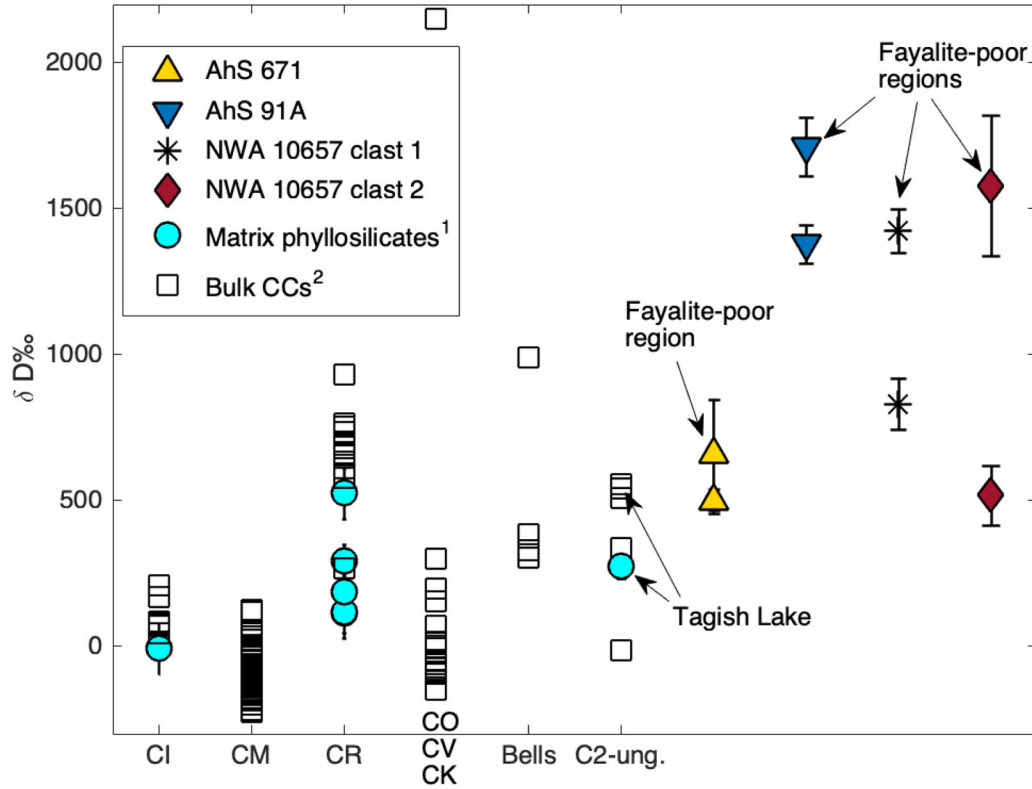 2000
1500
1000
500
0
δ D‰
AhS 671
AhS 91A
NWA 10657 clast 1
NWA 10657 clast 2
Matrix phyllosilicates¹
Bulk CCs²
Fayalite-poor
regions
Fayalite-poor
region
Tagish Lake
CI
CM
CR
CO
CV
CK
Bells
C2-ung.